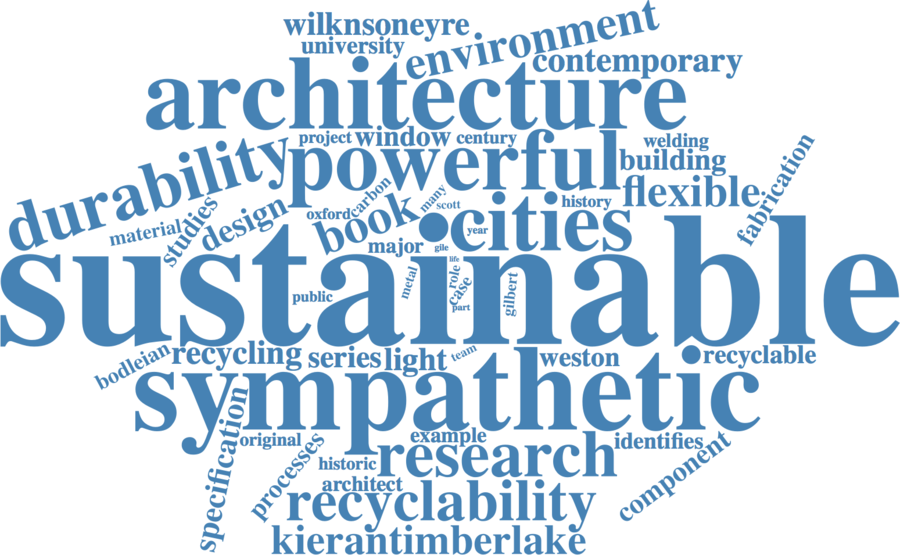 wilknsoneyre
university
environment
contemporary
architecture
project window century
welding
durability
powerful
building
fabrication
flexible
carbon
many
scott
history
oxford
book
cities
year
material
studies
design
major
gile
sustainable
life
metal
role
case
part
gilbert
public
bodleian
recycling series light team weston recyclable
sympathetic
specification
original
processes
example
identifies
historic
research
component
architect
recyclability
kierantimberlake